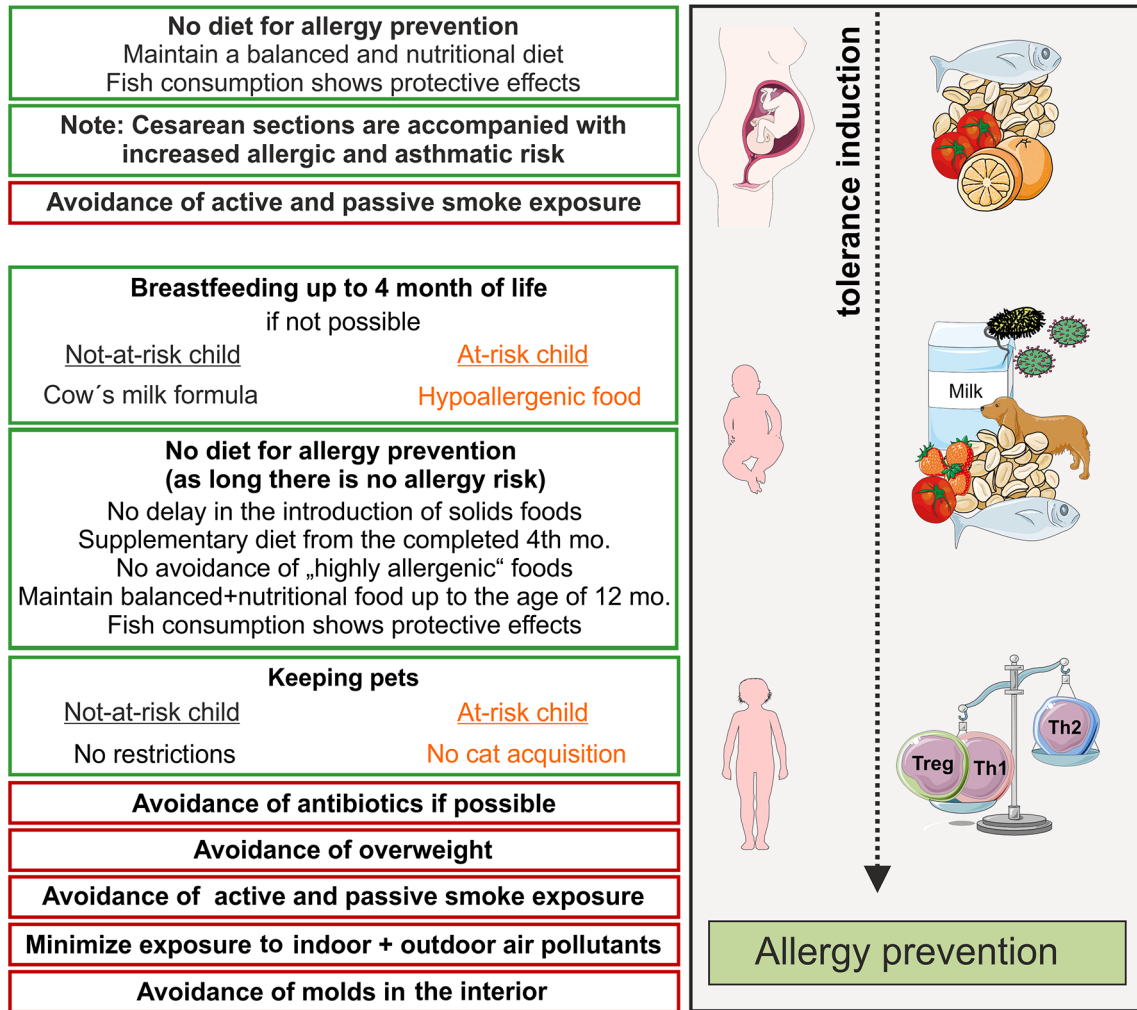 No diet for allergy prevention
Maintain a balanced and nutritional diet
Fish consumption shows protective effects
Note: Cesarean sections are accompanied with
increased allergic and asthmatic risk
Avoidance of active and passive smoke exposure
Breastfeeding up to 4 month of life
if not possible
Not-at-risk child
At-risk child
Cow´s milk formula
Hypoallergenic food
No diet for allergy prevention
(as long there is no allergy risk)
No delay in the introduction of solids foods
Supplementary diet from the completed 4th mo.
No avoidance of „highly allergenic“ foods
Maintain balanced+nutritional food up to the age of 12 mo.
Fish consumption shows protective effects
Keeping pets
Not-at-risk child
At-risk child
No restrictions
No cat acquisition
Avoidance of antibiotics if possible
Avoidance of overweight
Avoidance of active and passive smoke exposure
Minimize exposure to indoor + outdoor air pollutants
Avoidance of molds in the interior
tolerance induction
Milk
Treg
Th1
Th2
Allergy prevention